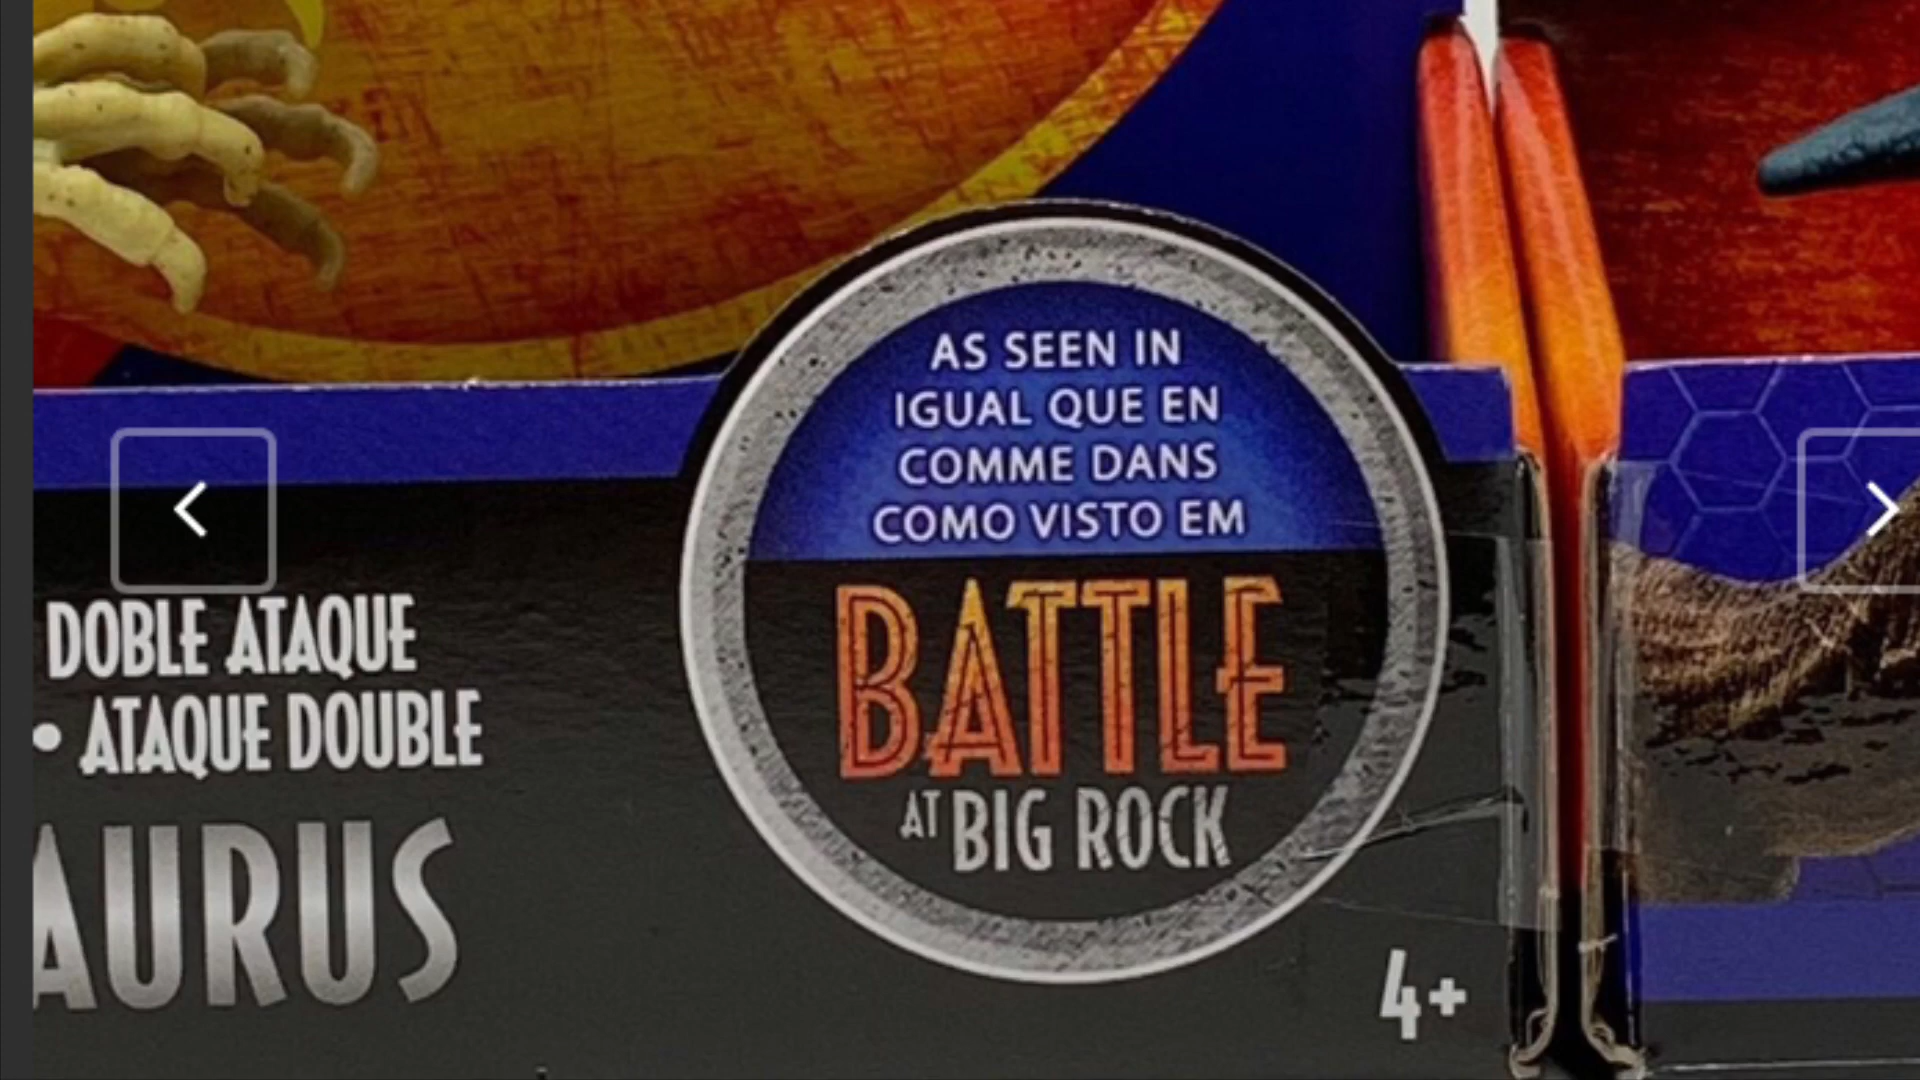 DOBLE ATAQUE
• ATAQUE DOUBLE
AURUS
AS SEEN IN
IGUAL QUE EN
COMME DANS
COMO VISTO EM
BATTLE
AT BIG ROCK
4+